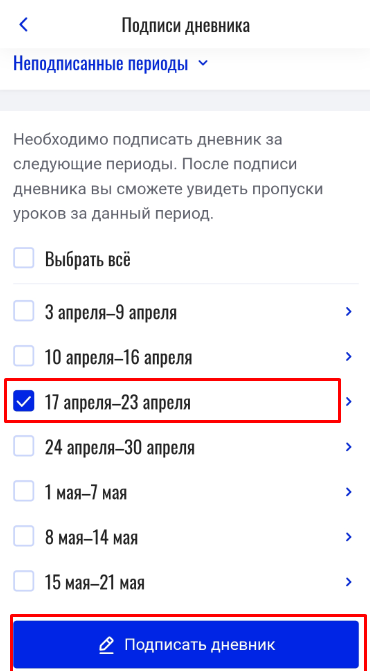 Подписи дневника
Неподписанные периоды
Необходимо подписать дневник за
следующие периоды. После подписи
дневника вы сможете увидеть пропуски
уроков за данный период.
Выбрать всё
3 апреля–9 апреля
10 апреля–16 апреля
17 апреля–23 апреля
24 апреля–30 апреля
1 мая–7 мая
8 мая–14 мая
15 мая–21 мая
Подписать дневник